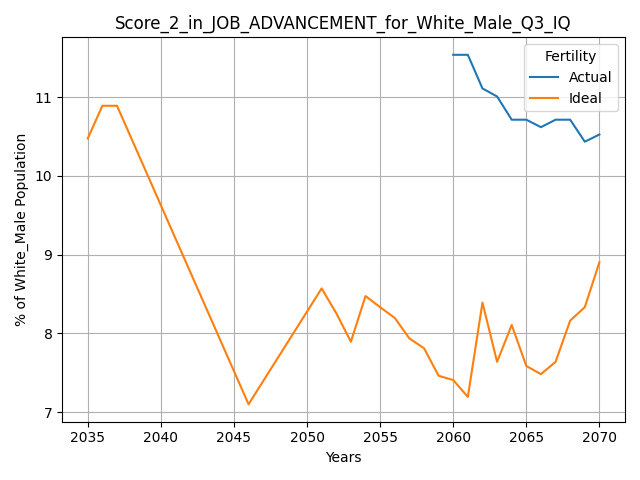 Score_2_in_JOB_ADVANCEMENT_for_White_Male_Q3_IQ
Fertility
Actual
Ideal
% of White_Male Population
11
10
9
8
7
2035 2040 2045 2050 2055 2060 2065 2070
Years